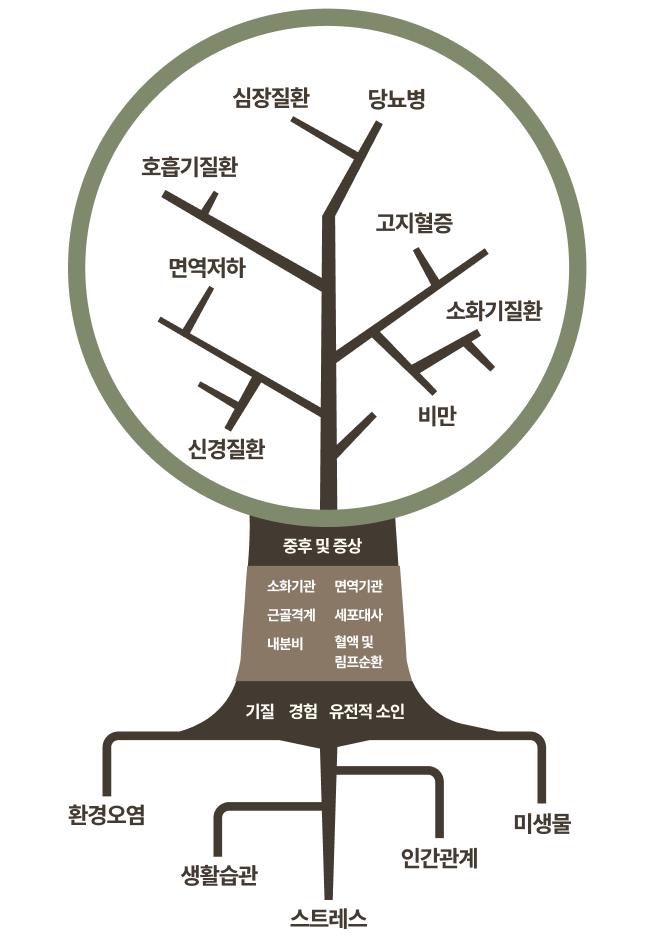 심장질환
당뇨병
호흡기질환
고지혈증
면역저하
소화기질환
비만
신경질환
중후 및 증상
소화기관
면역기관
근골격계
세포대사
내분비
혈액 및
림프순환
기질 경험 유전적 소인
환경오염
미생물
인간관계
생활습관
스트레스